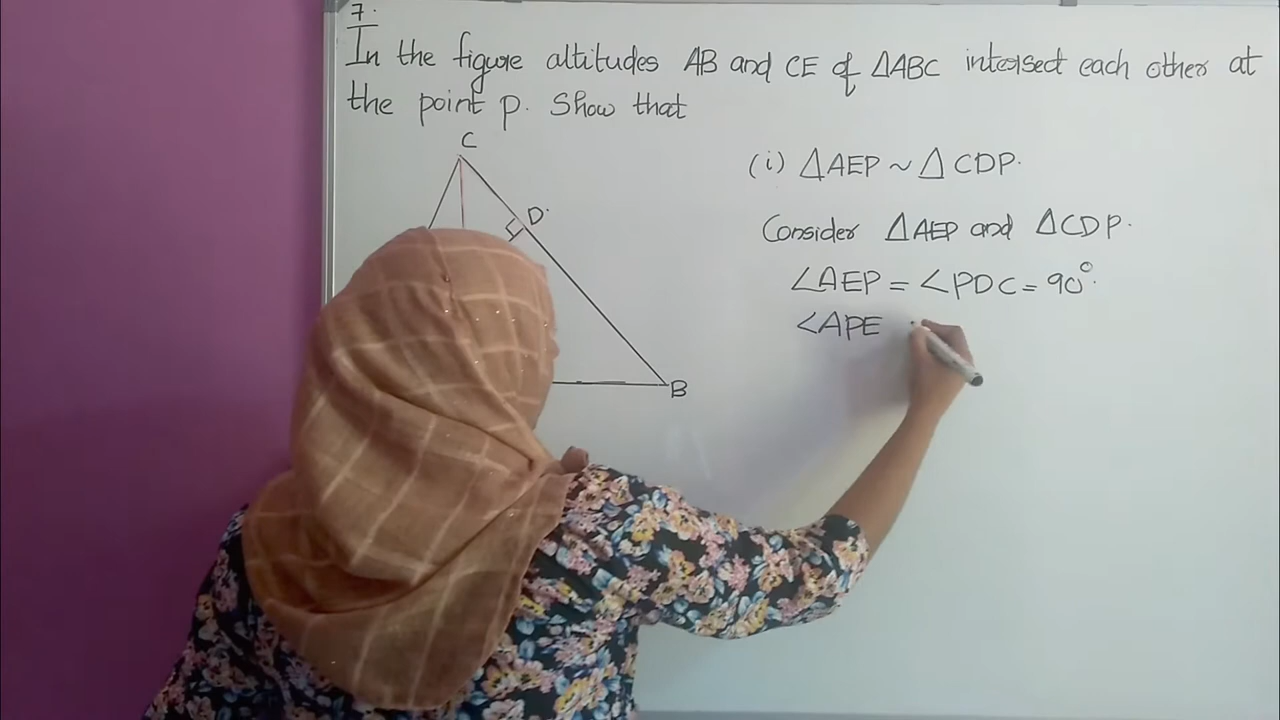 7.
In the figure altitudes AB and CE of ΔABC intersect each other at
the point P. Show that
C
D.
B
(i) ΔAEP ~ ΔCDP.
Consider ΔAEP and ΔCDP.
∠AEP = ∠PDC = 90°.
∠APE